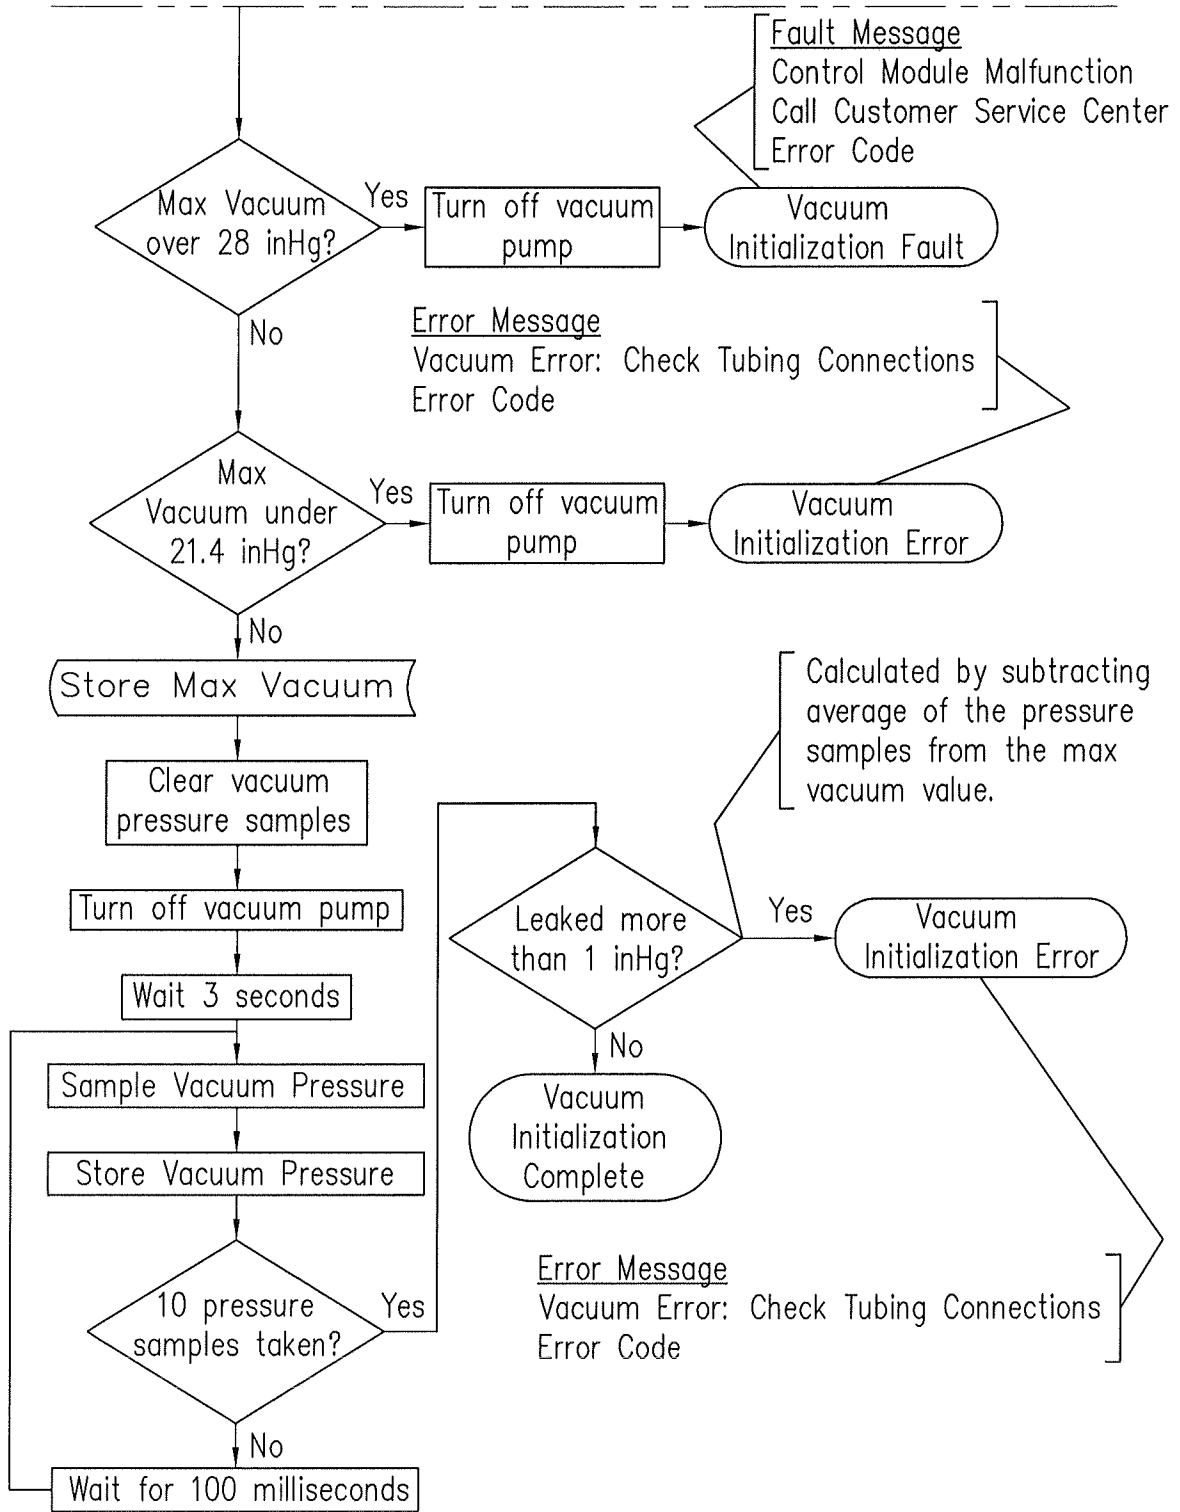 Fault Message
Control Module Malfunction
Call Customer Service Center
Error Code
Max Vacuum
over 28 inHg?
Yes
Turn off vacuum
pump
Vacuum
Initialization Fault
No
Error Message
Vacuum Error: Check Tubing Connections
Error Code
Max
Vacuum under
21.4 inHg?
Yes
Turn off vacuum
pump
Vacuum
Initialization Error
No
Store Max Vacuum
Calculated by subtracting
average of the pressure
samples from the max
vacuum value.
Clear vacuum
pressure samples
Turn off vacuum pump
Wait 3 seconds
Sample Vacuum Pressure
Store Vacuum Pressure
10 pressure
samples taken?
Yes
No
Wait for 100 milliseconds
Leaked more
than 1 inHg?
Yes
Vacuum
Initialization Error
No
Vacuum
Initialization
Complete
Error Message
Vacuum Error: Check Tubing Connections
Error Code